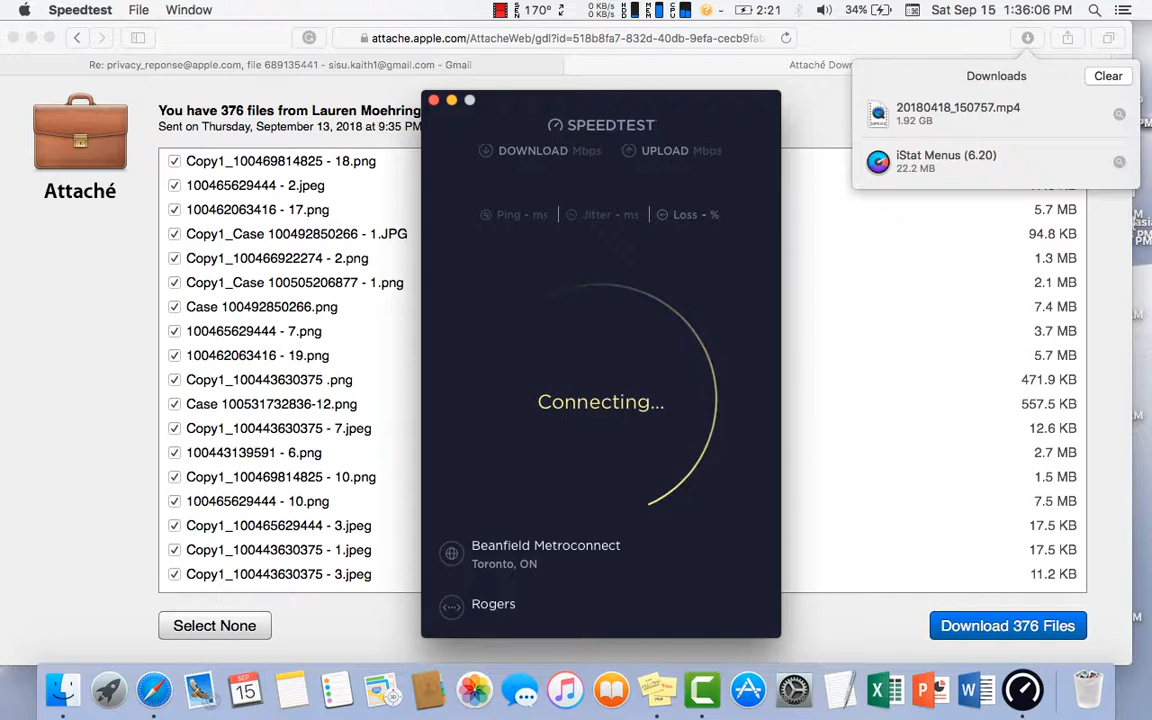 Speedtest File Window 170° 0 KB/s 0 KB/s 2:21 34% Sat Sep 15 1:36:06 PM
attache.apple.com/AttacheWeb/gdl?id=518b8fa7-832d-40db-9efa-cecb9fab
Re: privacy_reponse@apple.com, file 689135441 - sisu.kaith1@gmail.com - Gmail
Attaché Down
Downloads
Clear
20180418_150757.mp4
1.92 GB
iStat Menus (6.20)
22.2 MB
Attaché
You have 376 files from Lauren Moehring
Sent on Thursday, September 13, 2018 at 9:35 PM
Copy1_100469814825 - 18.png
100465629444 - 2.jpeg
100462063416 - 17.png 5.7 MB
Copy1_Case 100492850266 - 1.JPG 94.8 KB
Copy1_100466922274 - 2.png 1.3 MB
Copy1_Case 100505206877 - 1.png 2.1 MB
Case 100492850266.png 7.4 MB
100465629444 - 7.png 3.7 MB
100462063416 - 19.png 5.7 MB
Copy1_100443630375 .png 471.9 KB
Case 100531732836-12.png 557.5 KB
Copy1_100443630375 - 7.jpeg 12.6 KB
100443139591 - 6.png 2.7 MB
Copy1_100469814825 - 10.png 1.5 MB
100465629444 - 10.png 7.5 MB
Copy1_100465629444 - 3.jpeg 17.5 KB
Copy1_100443630375 - 1.jpeg 17.5 KB
Copy1_100443630375 - 3.jpeg 11.2 KB
Select None
Download 376 Files
SPEEDTEST
DOWNLOAD Mbps UPLOAD Mbps
Ping - ms Jitter - ms Loss - %
Connecting...
Beanfield Metroconnect
Toronto, ON
Rogers
SEP
15